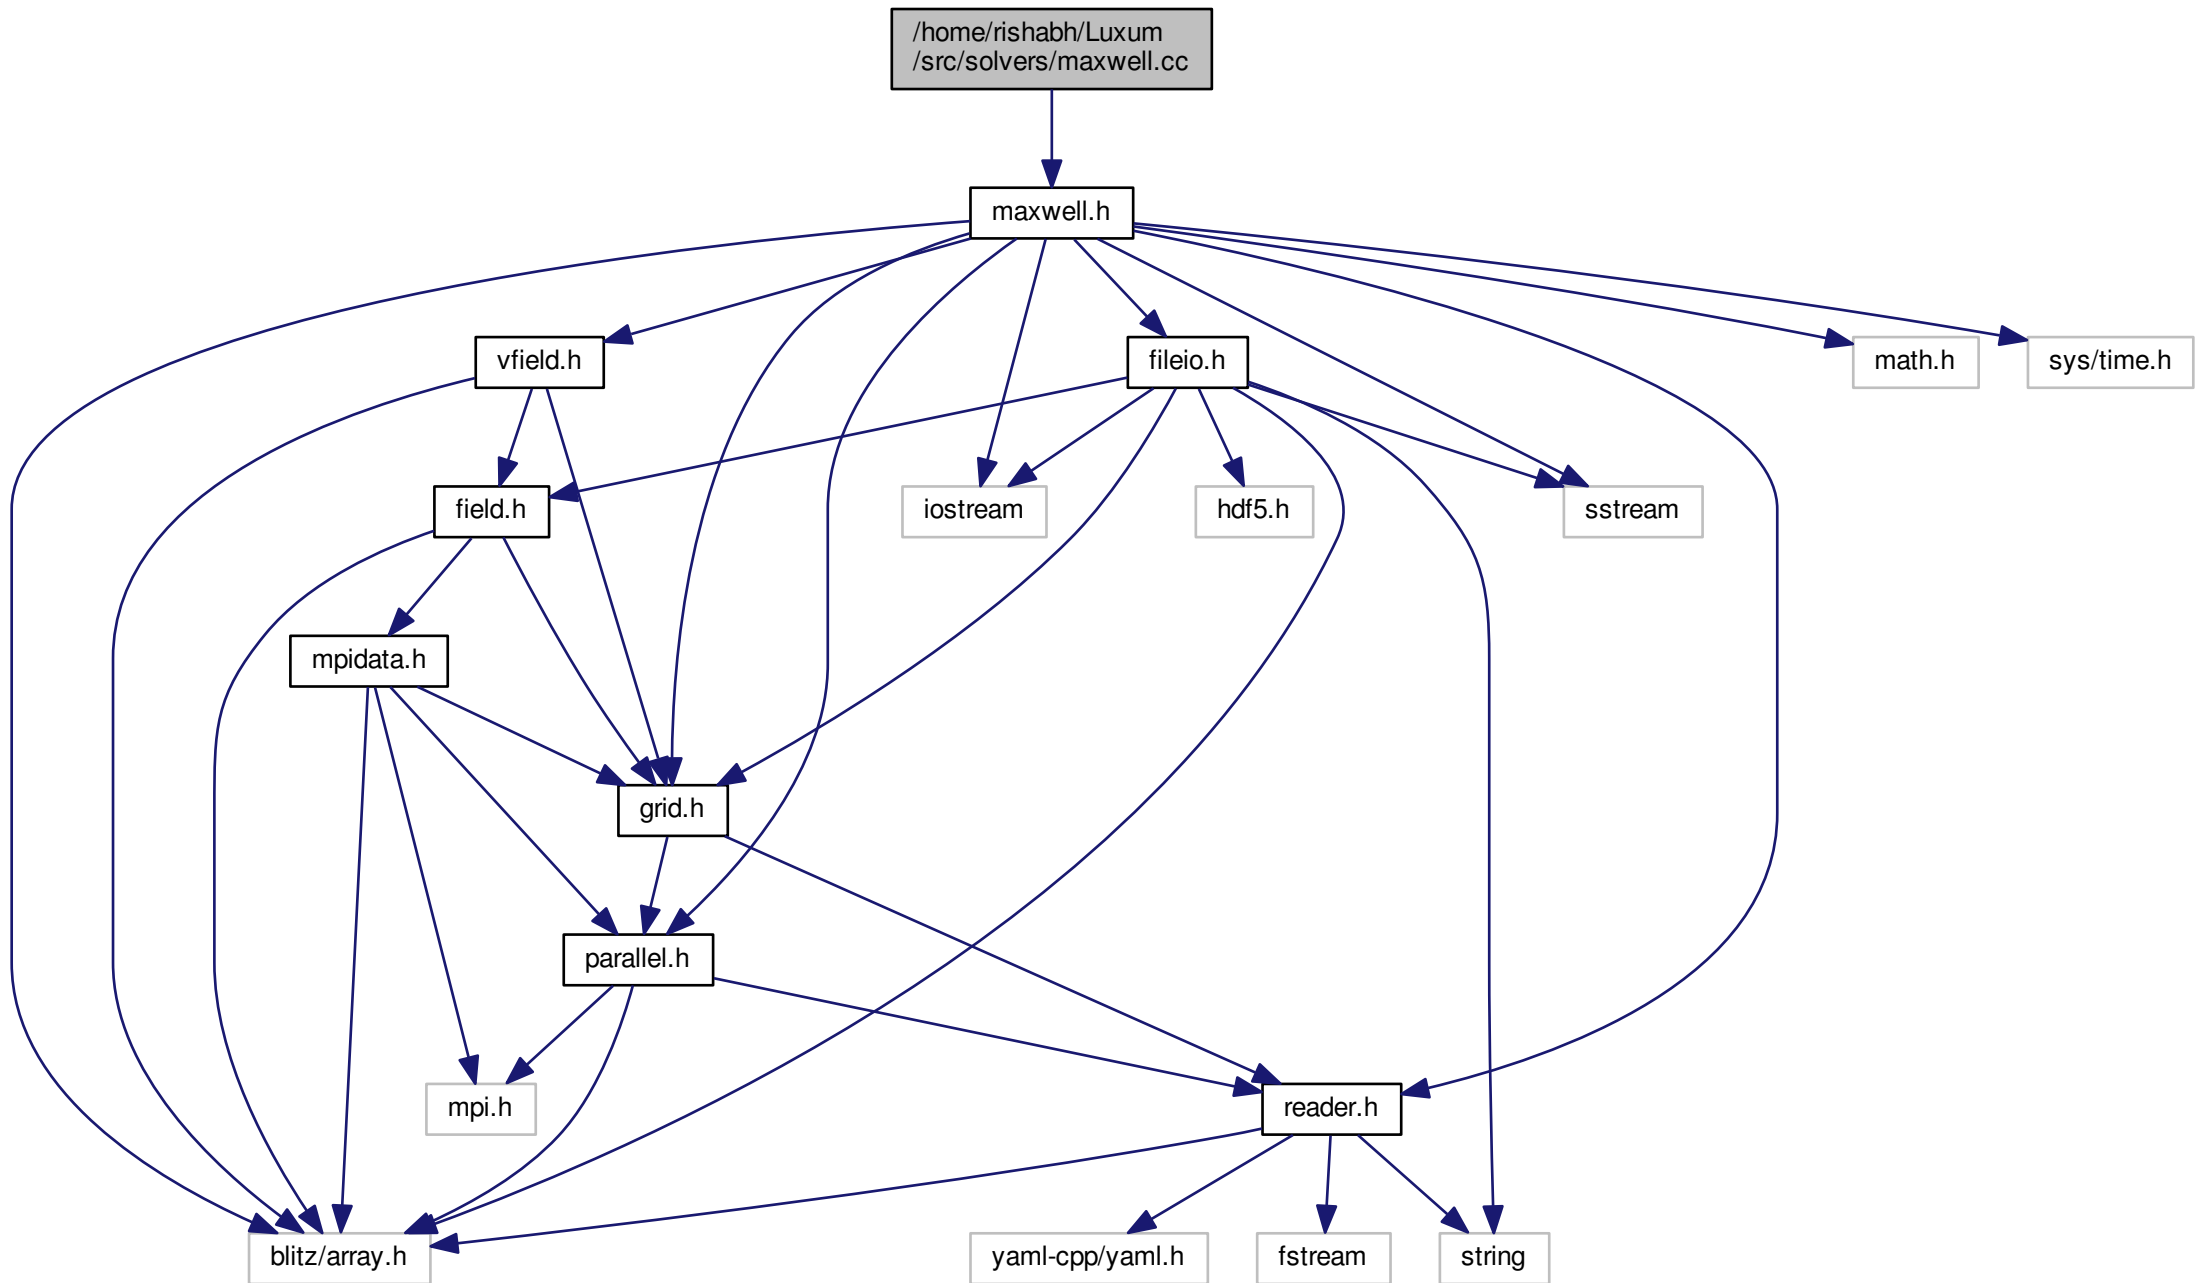 /home/rishabh/Luxum
/src/solvers/maxwell.cc
maxwell.h
vfield.h
fileio.h
math.h
sys/time.h
field.h
iostream
hdf5.h
sstream
mpidata.h
grid.h
parallel.h
mpi.h
reader.h
blitz/array.h
yaml-cpp/yaml.h
fstream
string